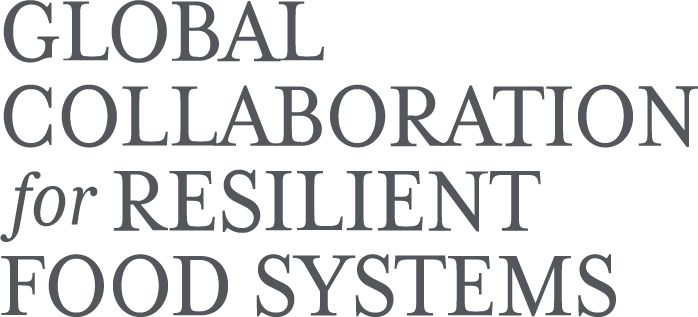 GLOBAL
COLLABORATION
for RESILIENT
FOOD SYSTEMS